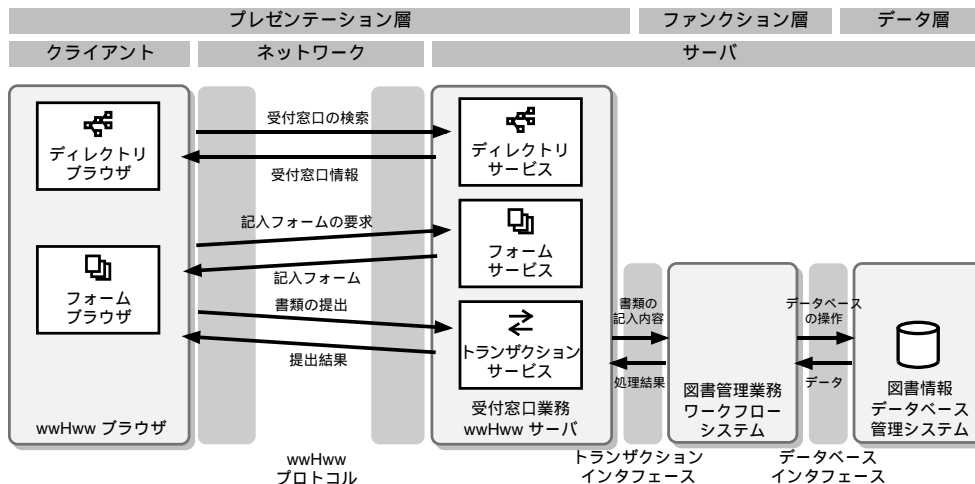 プレゼンテーション層
ファンクション層
データ層
クライアント
ネットワーク
サーバ
ディレクトリ
ブラウザ
受付窓口の検索
受付窓口情報
ディレクトリ
サービス
記入フォームの要求
記入フォーム
フォーム
ブラウザ
フォーム
サービス
書類の提出
提出結果
トランザクション
サービス
書類の
記入内容
処理結果
データベース
の操作
データ
wwHww ブラウザ
受付窓口業務
wwHww サーバ
図書管理業務
ワークフロー
システム
図書情報
データベース
管理システム
wwHww
プロトコル
トランザクション
インタフェース
データベース
インタフェース